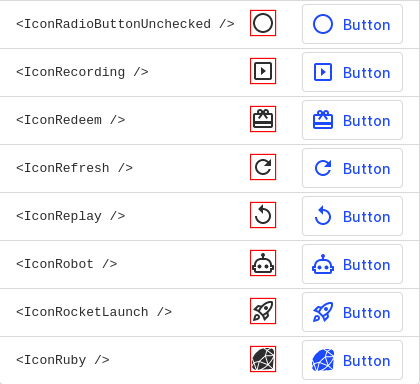 <IconRadioButtonUnchecked /> Button
<IconRecording /> Button
<IconRedeem /> Button
<IconRefresh /> Button
<IconReplay /> Button
<IconRobot /> Button
<IconRocketLaunch /> Button
<IconRuby /> Button